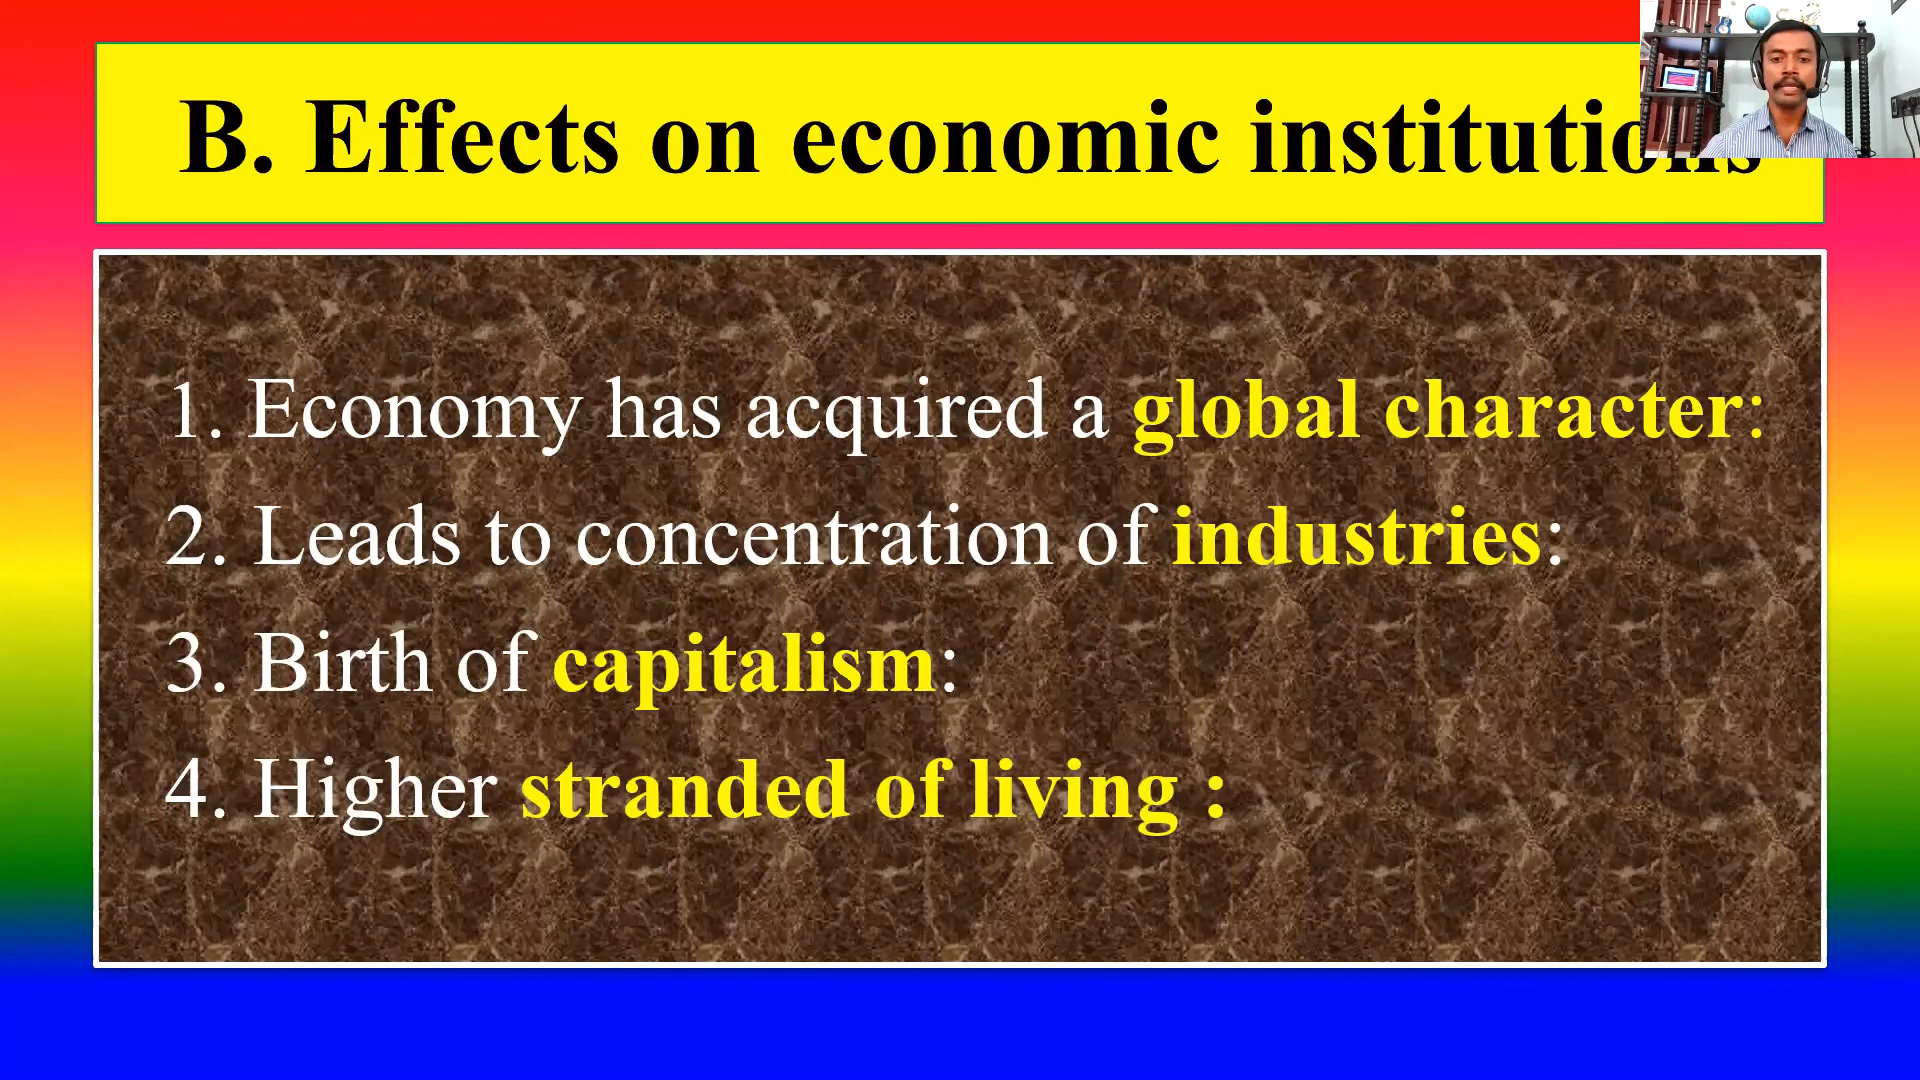 B. Effects on economic institutions
1. Economy has acquired a global character:
2. Leads to concentration of industries:
3. Birth of capitalism:
4. Higher stranded of living :